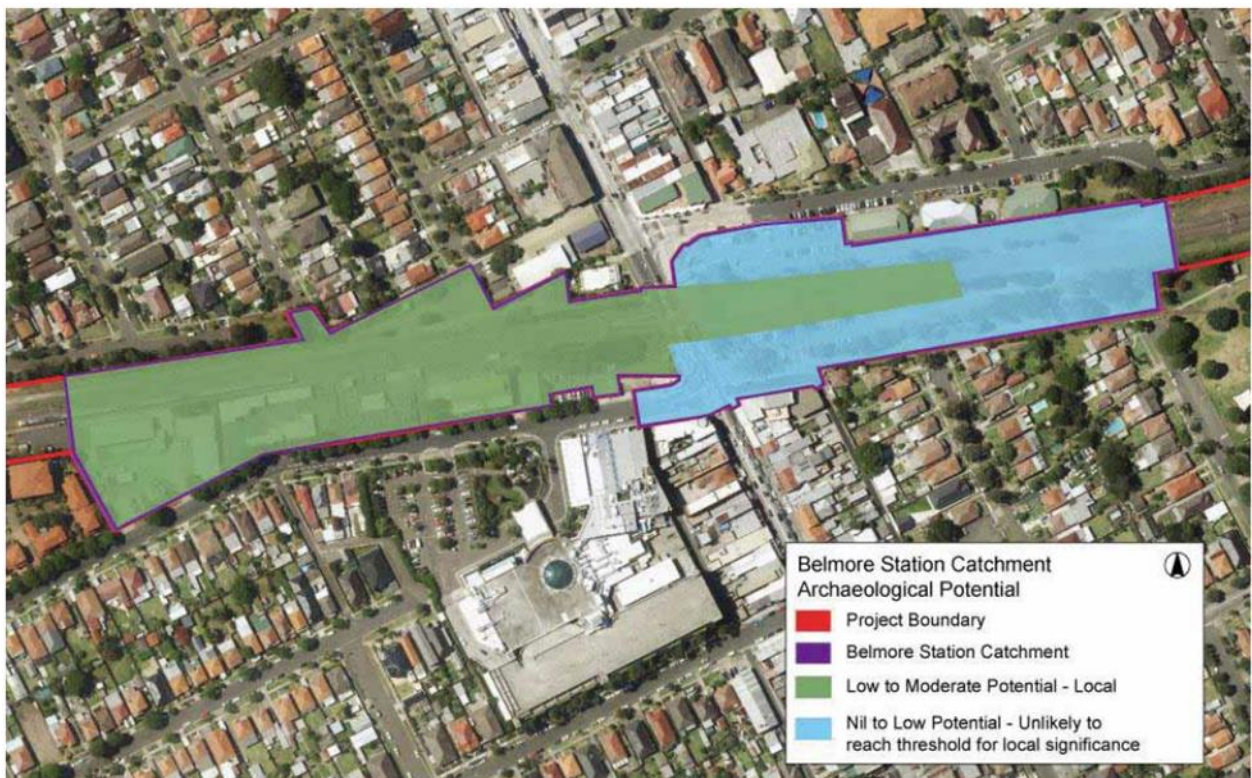 Belmore Station Catchment
Archaeological Potential
Project Boundary
Belmore Station Catchment
Low to Moderate Potential - Local
Nil to Low Potential - Unlikely to
reach threshold for local significance